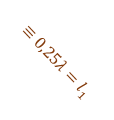 ≡ 0,25λ = l₁